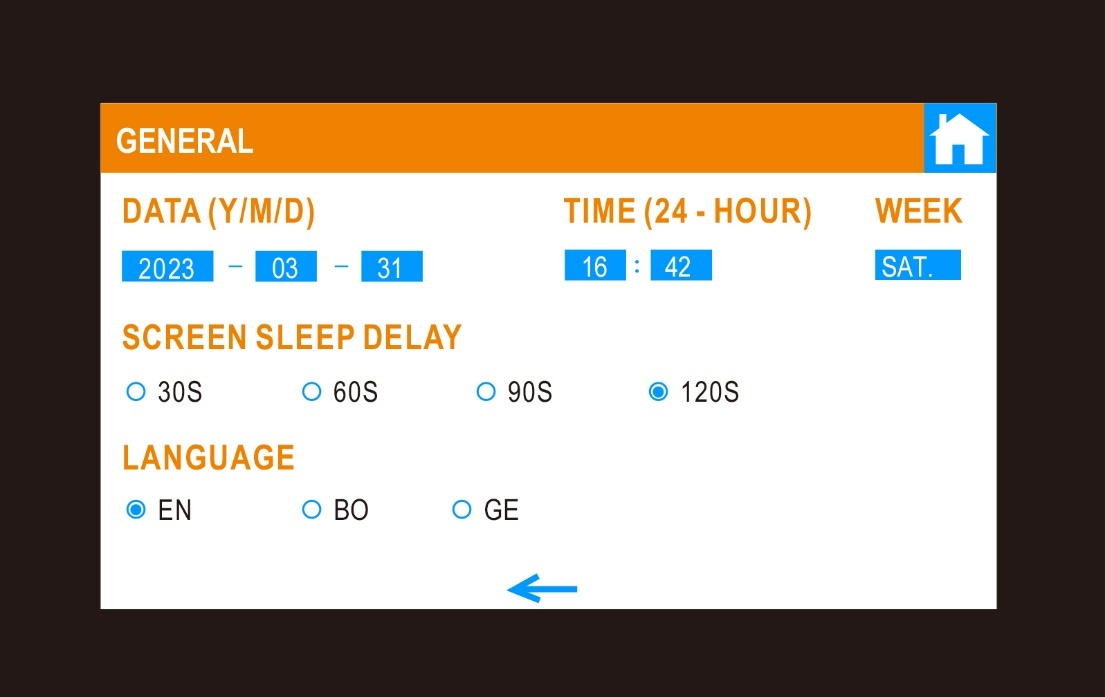 GENERAL
DATA (Y/M/D) TIME (24 - HOUR) WEEK
2023 - 03 - 31 16 : 42 SAT.
SCREEN SLEEP DELAY
30S 60S 90S 120S
LANGUAGE
EN BO GE